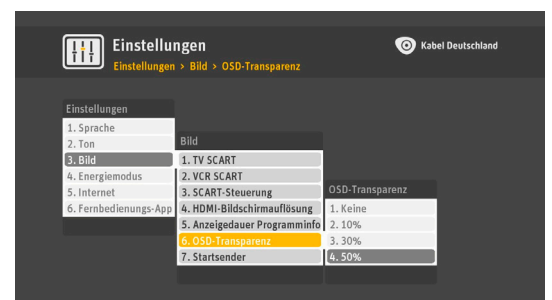 Einstellungen
Einstellungen > Bild > OSD-Transparenz
Kabel Deutschland
Einstellungen
1. Sprache
2. Ton
3. Bild
4. Energiemodus
5. Internet
6. Fernbedienungs-App
Bild
1. TV SCART
2. VCR SCART
3. SCART-Steuerung
4. HDMI-Bildschirmauflösung
5. Anzeigedauer Programminfo
6. OSD-Transparenz
7. Startsender
OSD-Transparenz
1. Keine
2. 10%
3. 30%
4. 50%